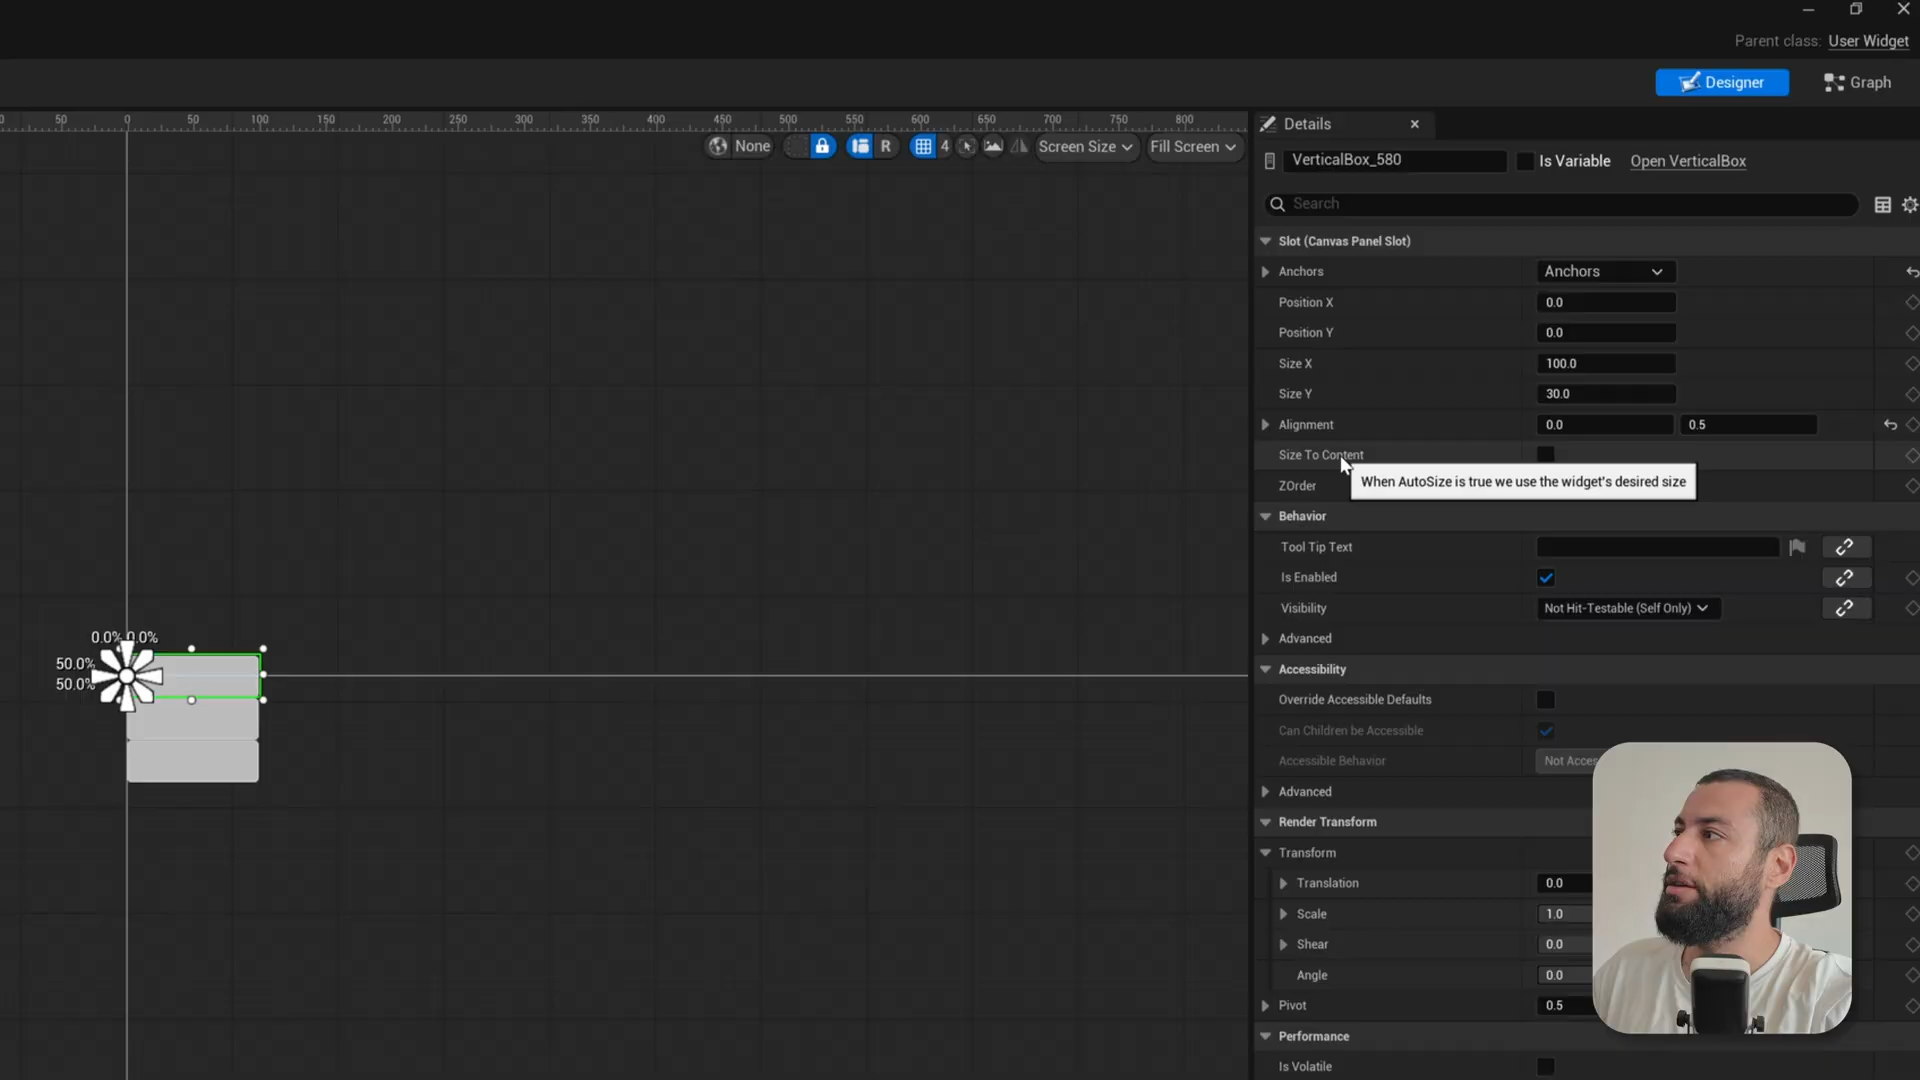 Parent class: User Widget
Designer
Graph
0 50 0 50 100 150 200 250 300 350 400 450 500 550 600 650 700 750 800
Details
None
R
4
Screen Size
Fill Screen
VerticalBox_580
Is Variable
Open VerticalBox
Search
Slot (Canvas Panel Slot)
Anchors
Anchors
Position X
0.0
Position Y
0.0
Size X
100.0
Size Y
30.0
Alignment
0.0
0.5
Size To Content
When AutoSize is true we use the widget's desired size
ZOrder
Behavior
Tool Tip Text
Is Enabled
Visibility
Not Hit-Testable (Self Only)
Advanced
Accessibility
Override Accessible Defaults
Can Children be Accessible
Accessible Behavior
Not Acces
Advanced
Render Transform
Transform
Translation
0.0
Scale
1.0
Shear
0.0
Angle
0.0
Pivot
0.5
Performance
Is Volatile
0.0% 0.0%
50.0%
50.0%